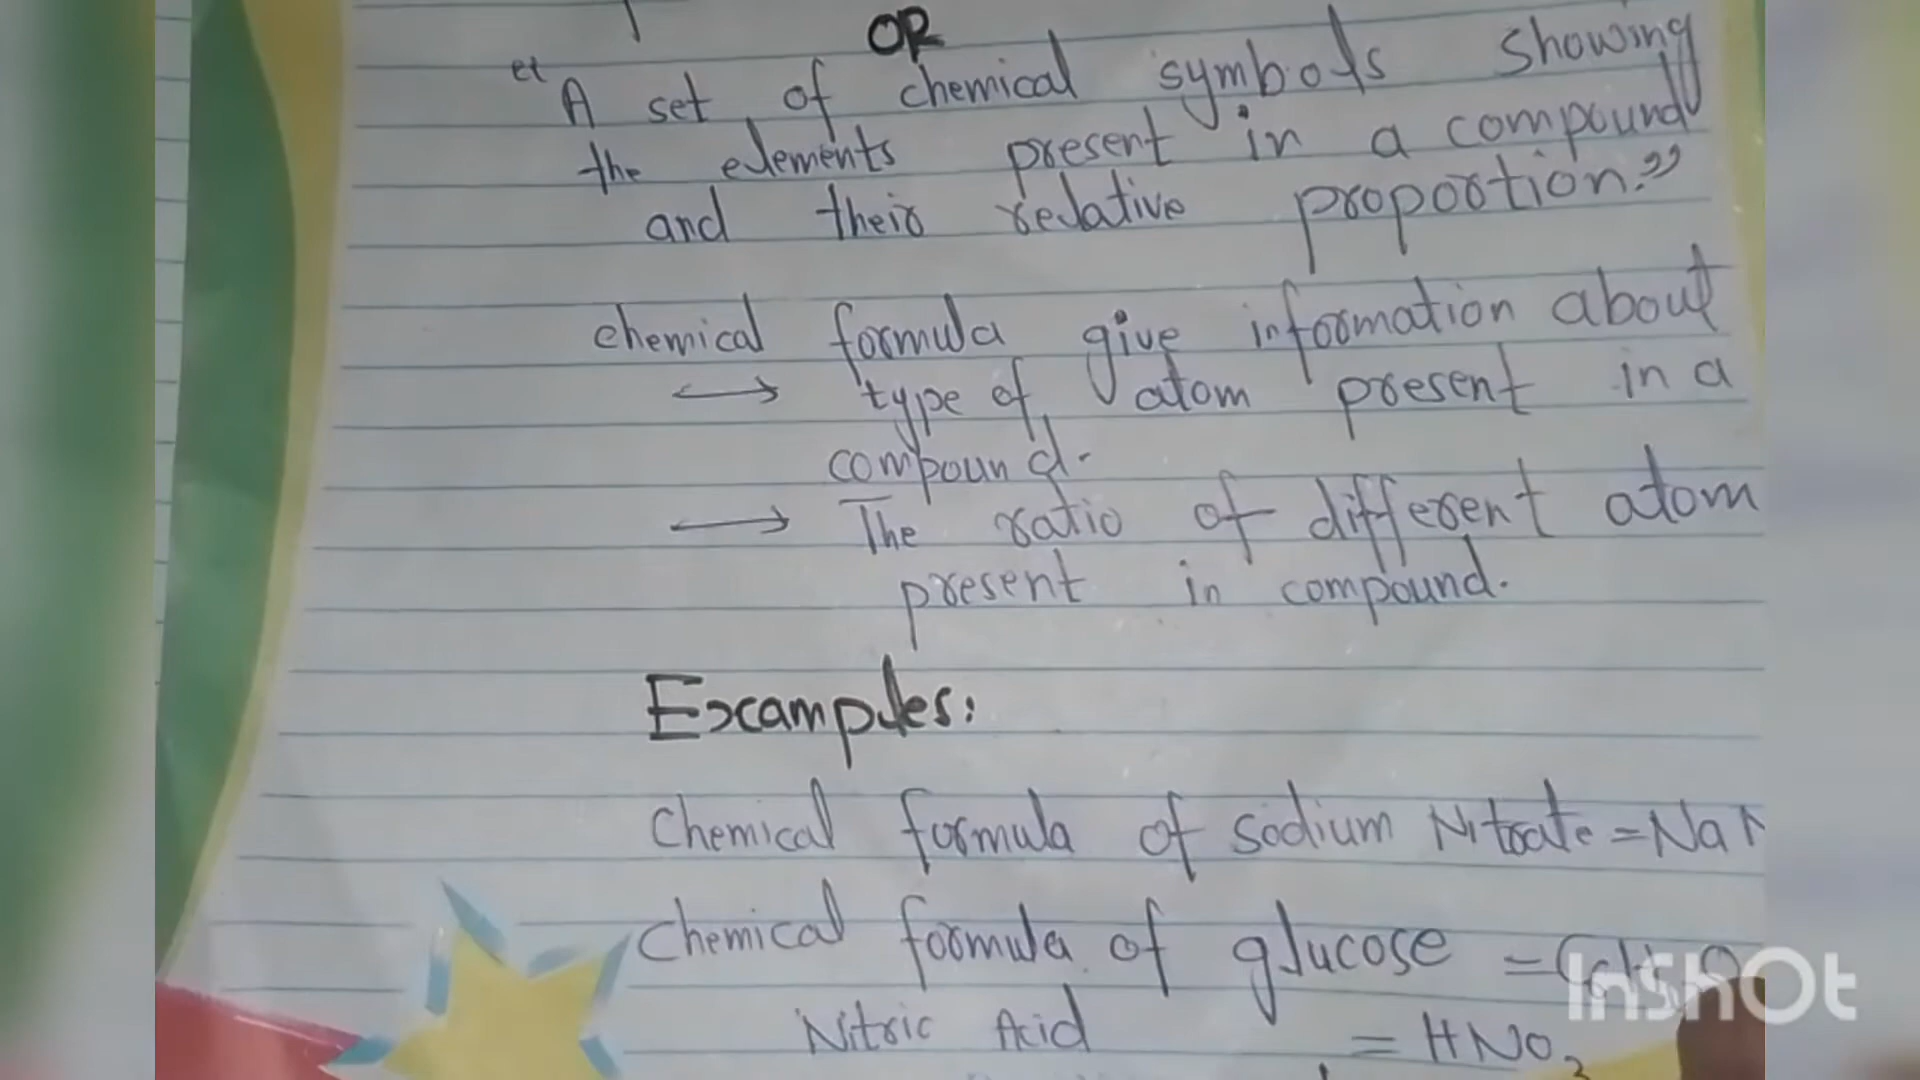 OR
"A set of chemical symbols showing
the elements present in a compound
and their relative proportion."
chemical formula give information about
→ type of atom present in a
compound.
→ The ratio of different atom
present in compound.
Examples:
Chemical formula of sodium Nitrate = Na N
Chemical formula of glucose =
Nitric Acid = HNO3
InShOt